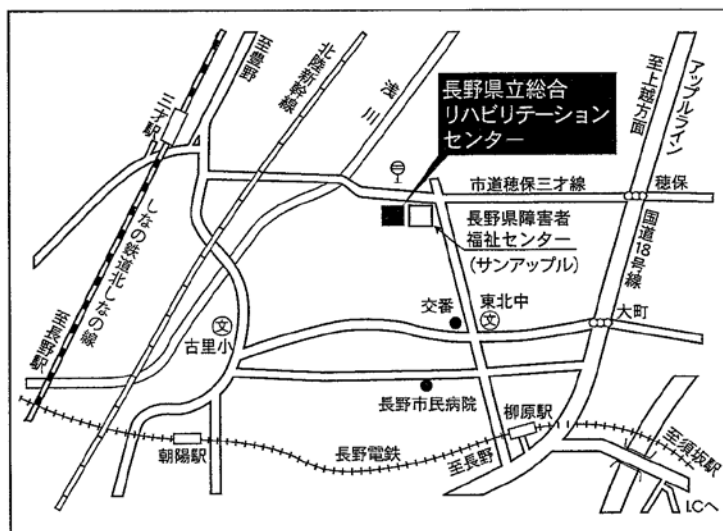 至豊野
北陸新幹線
浅川
三才駅
長野県立総合
リハビリテーション
センター
至上越方面
アップルライン
市道穂保三才線
穂保
長野県障害者
福祉センター
(サンアップル)
国道18号線
しなの鉄道北しなの線
至長野駅
文
古里小
交番
東北中
文
大町
長野市民病院
柳原駅
朝陽駅
長野電鉄
至長野
至須坂駅
I.Cへ